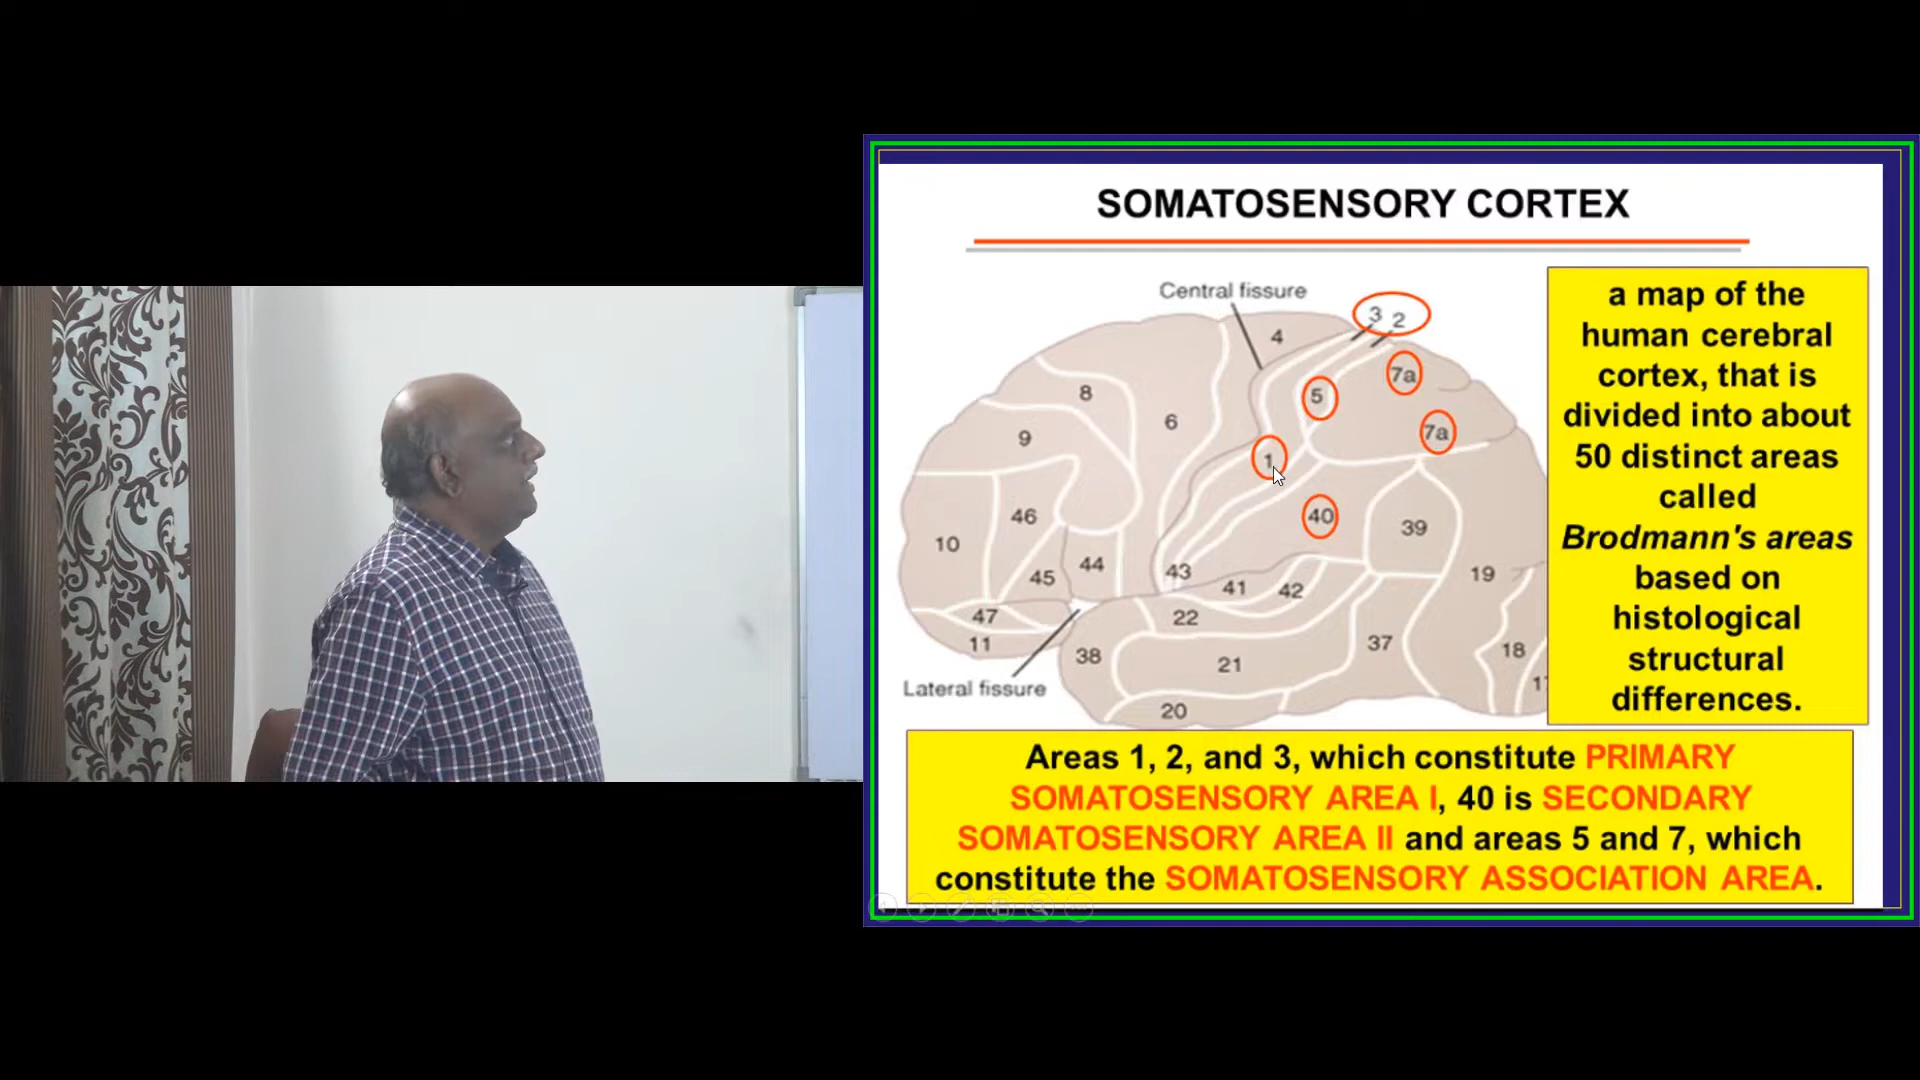 SOMATOSENSORY CORTEX
Central fissure
3 2
4
7a
8
5
6
7a
9
1
46
40
39
10
44
43
45
41
42
19
47
22
11
38
37
18
21
Lateral fissure
20
a map of the
human cerebral
cortex, that is
divided into about
50 distinct areas
called
Brodmann's areas
based on
histological
structural
differences.
Areas 1, 2, and 3, which constitute PRIMARY
SOMATOSENSORY AREA I, 40 is SECONDARY
SOMATOSENSORY AREA II and areas 5 and 7, which
constitute the SOMATOSENSORY ASSOCIATION AREA.